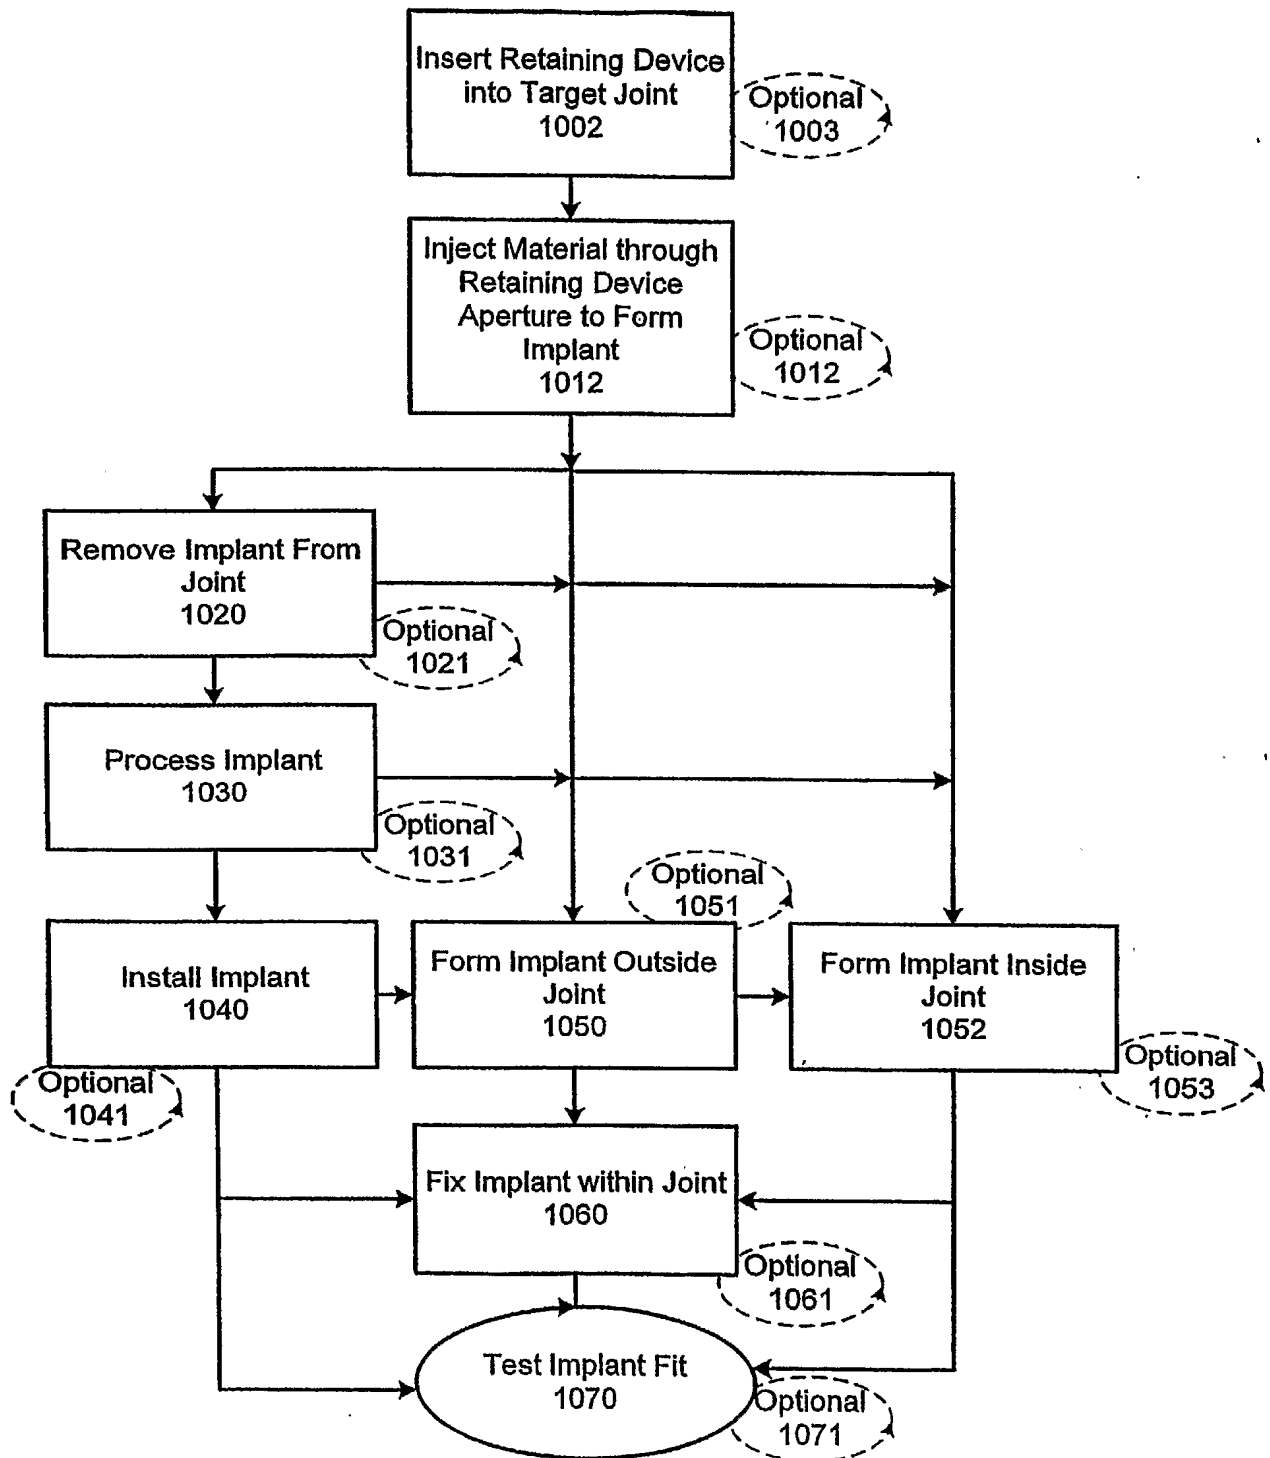 Insert Retaining Device
into Target Joint
1002
Optional
1003
Inject Material through
Retaining Device
Aperture to Form
Implant
1012
Optional
1012
Remove Implant From
Joint
1020
Optional
1021
Process Implant
1030
Optional
1031
Optional
1051
Install Implant
1040
Optional
1041
Form Implant Outside
Joint
1050
Form Implant Inside
Joint
1052
Optional
1053
Fix Implant within Joint
1060
Optional
1061
Test Implant Fit
1070
Optional
1071